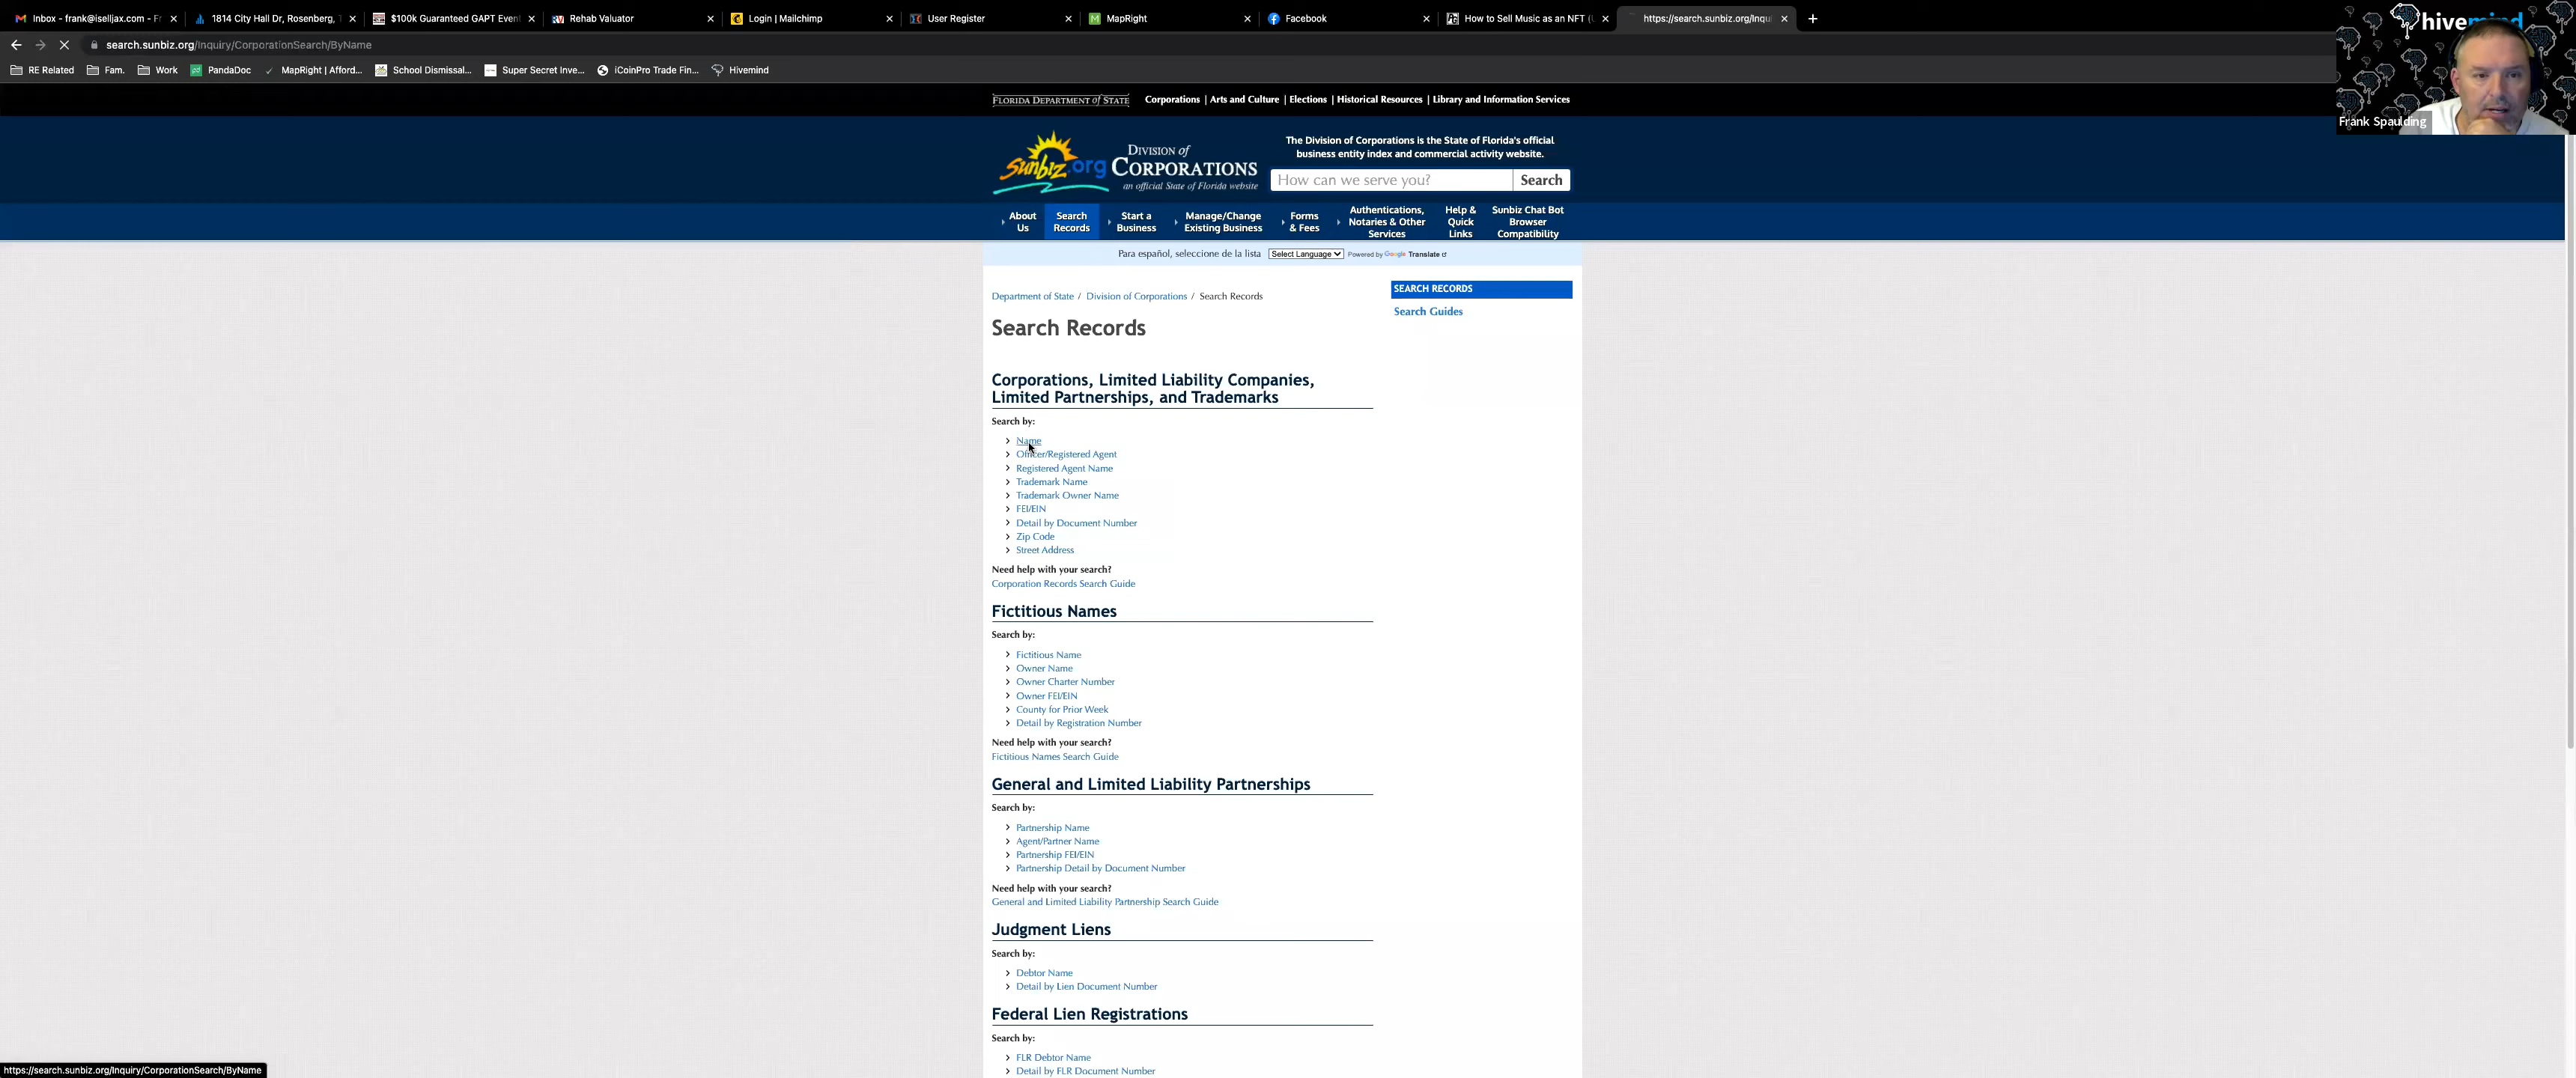 Inbox - frank@iselljax.com - Fr
1814 City Hall Dr, Rosenberg, T
$100k Guaranteed GAPT Event
Rehab Valuator
Login | Mailchimp
User Register
MapRight
Facebook
How to Sell Music as an NFT (
https://search.sunbiz.org/Inqui
search.sunbiz.org/Inquiry/CorporationSearch/ByName
RE Related
Fam.
Work
PandaDoc
MapRight | Afford...
School Dismissal...
Super Secret Inve...
iCoinPro Trade Fin...
Hivemind
hivemind
Frank Spaulding
FLORIDA DEPARTMENT of STATE
Corporations | Arts and Culture | Elections | Historical Resources | Library and Information Services
sunbiz.org
DIVISION of
CORPORATIONS
an official State of Florida website
The Division of Corporations is the State of Florida's official
business entity index and commercial activity website.
How can we serve you?
Search
About
Us
Search
Records
Start a
Business
Manage/Change
Existing Business
Forms
& Fees
Authentications,
Notaries & Other
Services
Help &
Quick
Links
Sunbiz Chat Bot
Browser
Compatibility
Para español, seleccione de la lista
Select Language
Powered by Google Translate
Department of State / Division of Corporations / Search Records
SEARCH RECORDS
Search Guides
Search Records
Corporations, Limited Liability Companies,
Limited Partnerships, and Trademarks
Search by:
Name
Officer/Registered Agent
Registered Agent Name
Trademark Name
Trademark Owner Name
FEI/EIN
Detail by Document Number
Zip Code
Street Address
Need help with your search?
Corporation Records Search Guide
Fictitious Names
Search by:
Fictitious Name
Owner Name
Owner Charter Number
Owner FEI/EIN
County for Prior Week
Detail by Registration Number
Need help with your search?
Fictitious Names Search Guide
General and Limited Liability Partnerships
Search by:
Partnership Name
Agent/Partner Name
Partnership FEI/EIN
Partnership Detail by Document Number
Need help with your search?
General and Limited Liability Partnership Search Guide
Judgment Liens
Search by:
Debtor Name
Detail by Lien Document Number
Federal Lien Registrations
Search by:
FLR Debtor Name
Detail by FLR Document Number
https://search.sunbiz.org/Inquiry/CorporationSearch/ByName